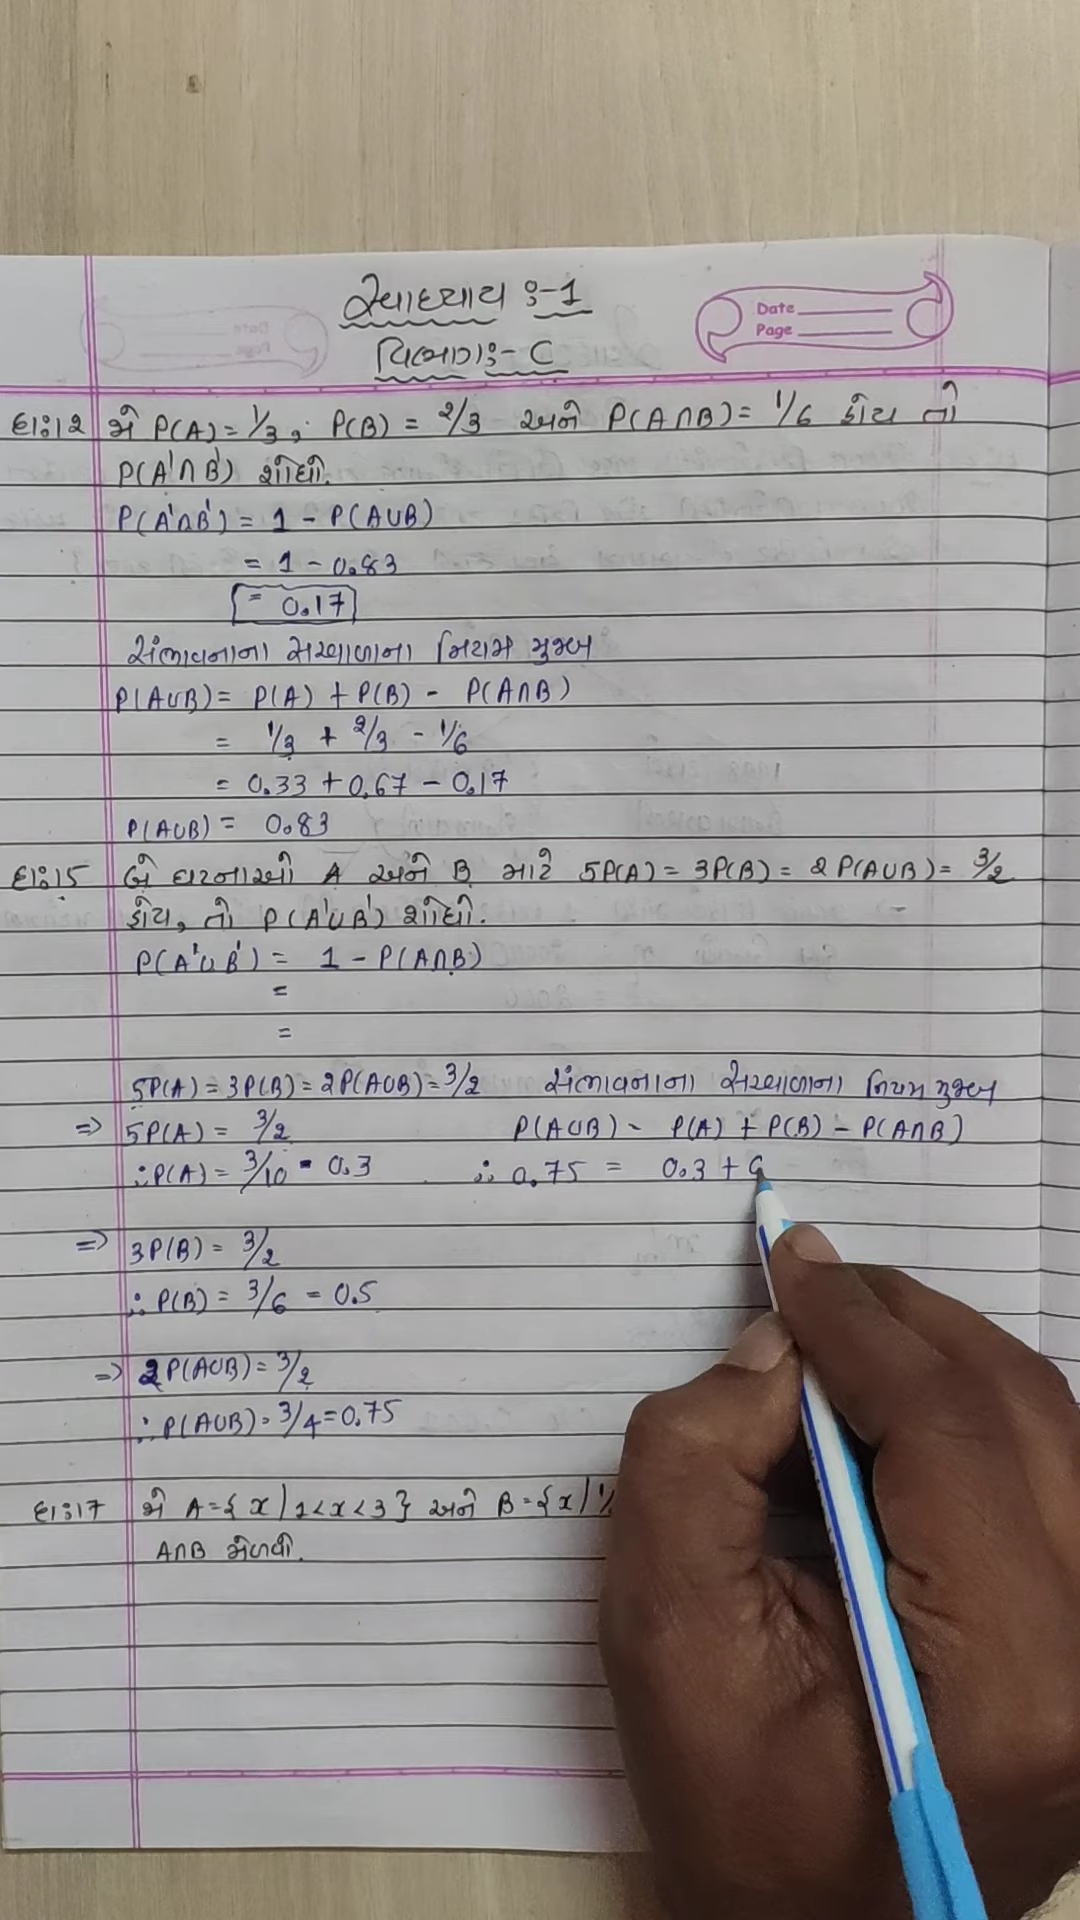 સ્વાધ્યાય :-1
વિભાગ:- C
Date
Page
દા:12 જો P(A) = 1/3, P(B) = 2/3 અને P(A∩B) = 1/6 હોય તો
P(A'∩B') શોધો.
P(A'∩B') = 1 - P(A∪B)
= 1 - 0.83
= 0.17
સંભાવનાના સરવાળાના નિયમ મુજબ
P(A∪B) = P(A) + P(B) - P(A∩B)
= 1/3 + 2/3 - 1/6
= 0.33 + 0.67 - 0.17
P(A∪B) = 0.83
દા:15 બે ઘટનાઓ A અને B માટે 5P(A) = 3P(B) = 2P(A∪B) = 3/2
હોય, તો P(A'∪B') શોધો.
P(A'∪B') = 1 - P(A∩B)
=
=
5P(A) = 3P(B) = 2P(A∪B) = 3/2 સંભાવનાના સરવાળાના નિયમ મુજબ
⇒ 5P(A) = 3/2 P(A∪B) - P(A) + P(B) - P(A∩B)
∴ P(A) = 3/10 = 0.3 ∴ 0.75 = 0.3 +
⇒ 3P(B) = 3/2
∴ P(B) = 3/6 = 0.5
⇒ 2P(A∪B) = 3/2
∴ P(A∪B) = 3/4 = 0.75
દા:17 જો A = {x | 1 < x < 3} અને B = {x |
A∩B મેળવો.